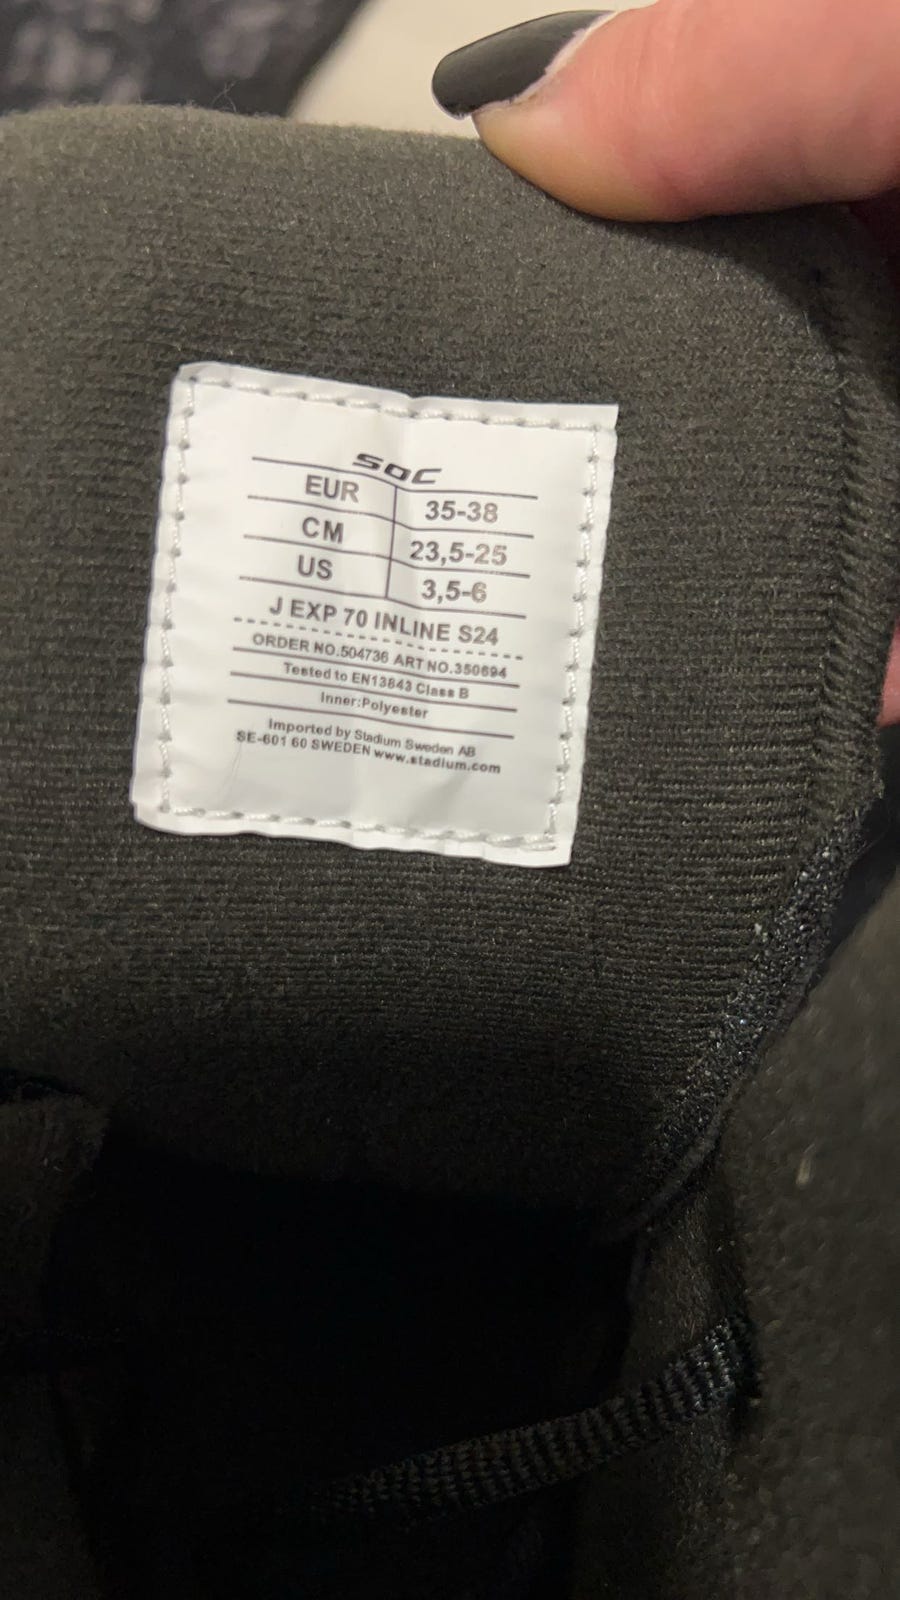 SOC
EUR 35-38
CM 23,5-25
US 3,5-6
J EXP 70 INLINE S24
ORDER NO.504736 ART NO.350694
Tested to EN13843 Class B
Inner:Polyester
Imported by Stadium Sweden AB
SE-601 60 SWEDEN www.stadium.com